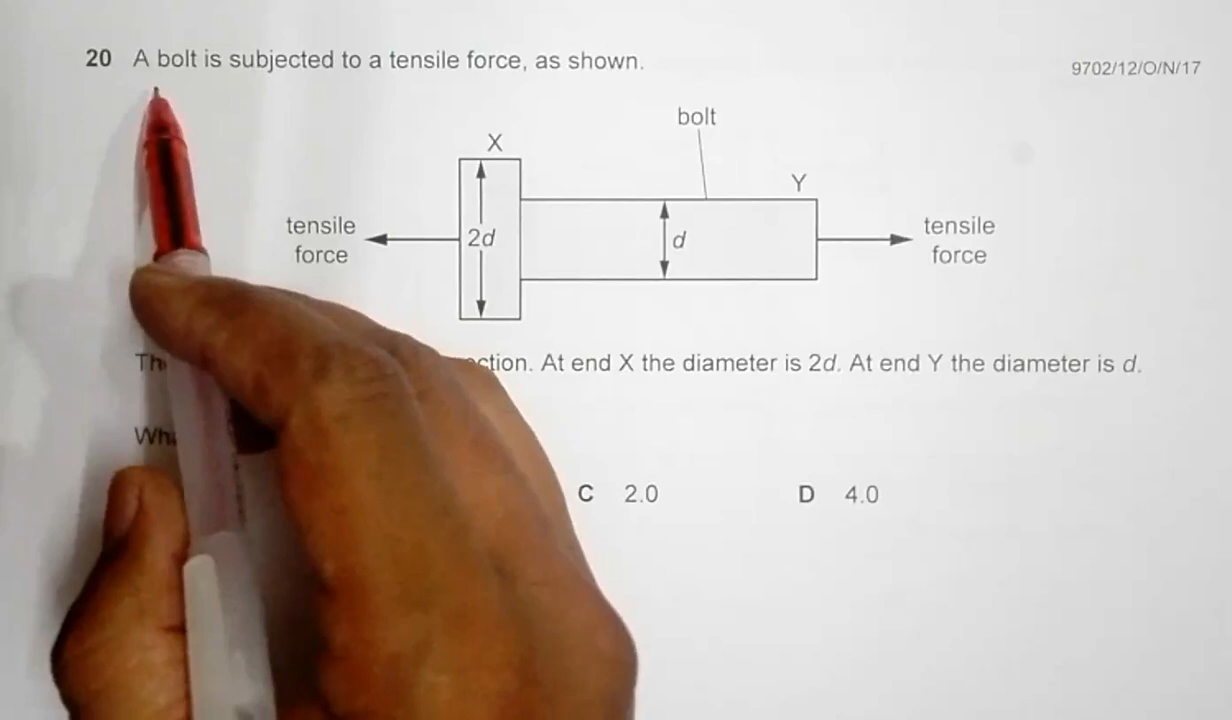 20 A bolt is subjected to a tensile force, as shown.
9702/12/O/N/17
bolt
X
Y
tensile
force
2d
d
tensile
force
At end X the diameter is 2d. At end Y the diameter is d.
C 2.0 D 4.0